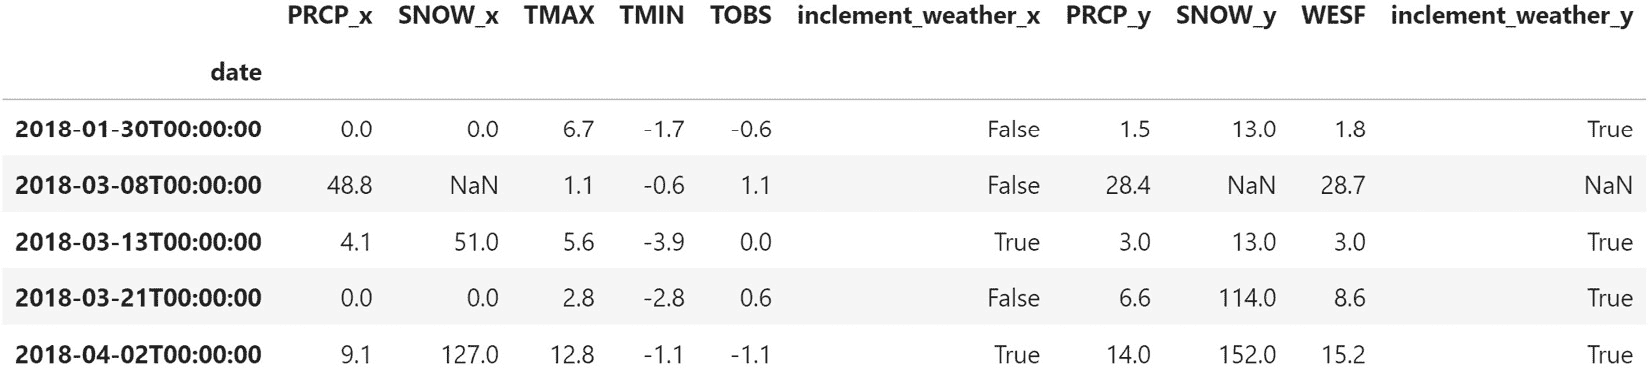 PRCP_x SNOW_x TMAX TMIN TOBS inclement_weather_x PRCP_y SNOW_y WESF inclement_weather_y
date
2018-01-30T00:00:00 0.0 0.0 6.7 -1.7 -0.6 False 1.5 13.0 1.8 True
2018-03-08T00:00:00 48.8 NaN 1.1 -0.6 1.1 False 28.4 NaN 28.7 NaN
2018-03-13T00:00:00 4.1 51.0 5.6 -3.9 0.0 True 3.0 13.0 3.0 True
2018-03-21T00:00:00 0.0 0.0 2.8 -2.8 0.6 False 6.6 114.0 8.6 True
2018-04-02T00:00:00 9.1 127.0 12.8 -1.1 -1.1 True 14.0 152.0 15.2 True